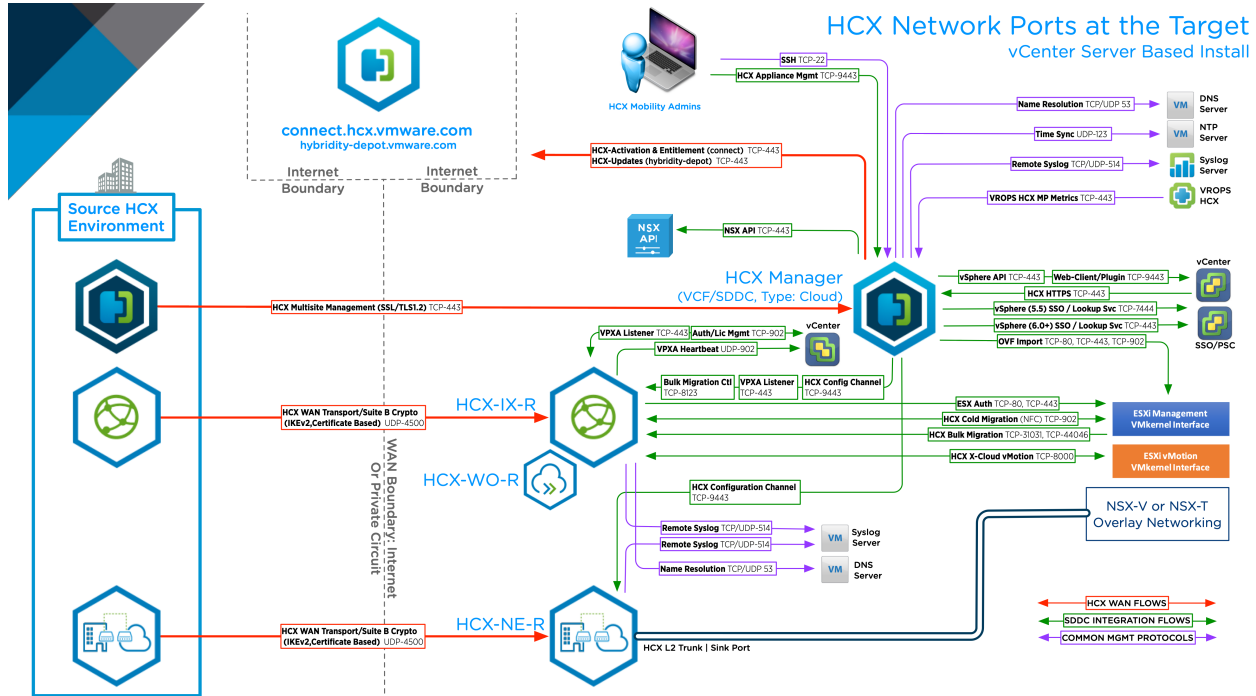 HCX Network Ports at the Target
vCenter Server Based Install
connect.hcx.vmware.com
hybridity-depot.vmware.com
Internet
Boundary
Internet
Boundary
HCX Mobility Admins
SSH TCP-22
HCX Appliance Mgmt TCP-9443
HCX-Activation & Entitlement (connect) TCP-443
HCX-Updates (hybridity-depot) TCP-443
Name Resolution TCP/UDP 53
VM
DNS
Server
Time Sync UDP-123
VM
NTP
Server
Remote Syslog TCP/UDP-514
Syslog
Server
VROPS HCX MP Metrics TCP-443
VROPS
HCX
Source HCX
Environment
NSX
API
NSX API TCP-443
HCX Manager
(VCF/SDDC, Type: Cloud)
HCX Multisite Management (SSL/TLS1.2) TCP-443
vSphere API TCP-443
Web-Client/Plugin TCP-9443
vCenter
HCX HTTPS TCP-443
vSphere (5.5) SSO / Lookup Svc TCP-7444
vSphere (6.0+) SSO / Lookup Svc TCP-443
SSO/PSC
OVF Import TCP-80, TCP-443, TCP-902
VPXA Listener TCP-443
Auth/Lic Mgmt TCP-902
vCenter
VPXA Heartbeat UDP-902
Bulk Migration Ctl
TCP-8123
VPXA Listener
TCP-443
HCX Config Channel
TCP-9443
HCX WAN Transport/Suite B Crypto
(IKEv2,Certificate Based) UDP-4500
HCX-IX-R
ESX Auth TCP-80, TCP-443
HCX Cold Migration (NFC) TCP-902
HCX Bulk Migration TCP-31031, TCP-44046
ESXi Management
VMkernel Interface
HCX X-Cloud vMotion TCP-8000
ESXi vMotion
VMkernel Interface
WAN Boundary: Internet
Or Private Circuit
HCX-WO-R
HCX Configuration Channel
TCP-9443
NSX-V or NSX-T
Overlay Networking
Remote Syslog TCP/UDP-514
Remote Syslog TCP/UDP-514
VM
Syslog
Server
Name Resolution TCP/UDP 53
VM
DNS
Server
HCX WAN Transport/Suite B Crypto
(IKEv2,Certificate Based) UDP-4500
HCX-NE-R
HCX L2 Trunk | Sink Port
HCX WAN FLOWS
SDDC INTEGRATION FLOWS
COMMON MGMT PROTOCOLS